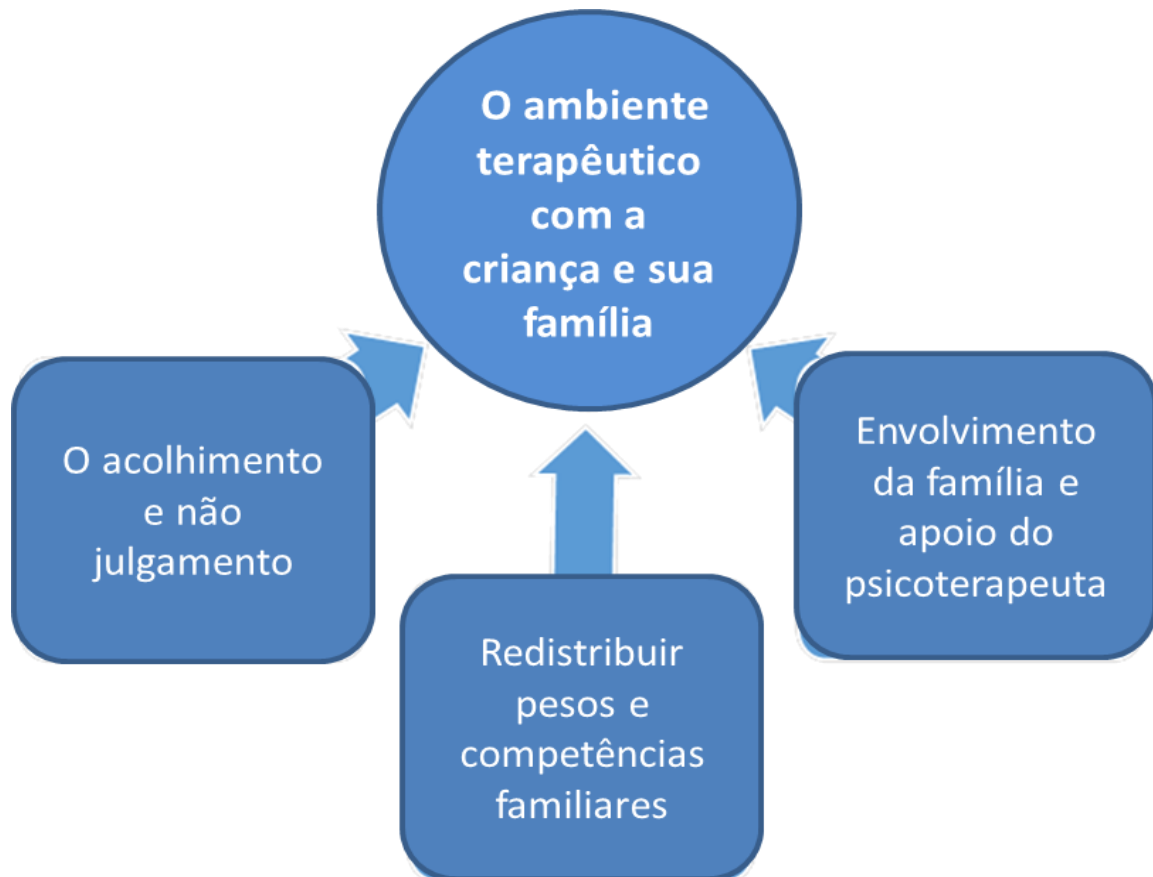 O ambiente
terapêutico
com a
criança e sua
família
O acolhimento
e não
julgamento
Redistribuir
pesos e
competências
familiares
Envolvimento
da família e
apoio do
psicoterapeuta